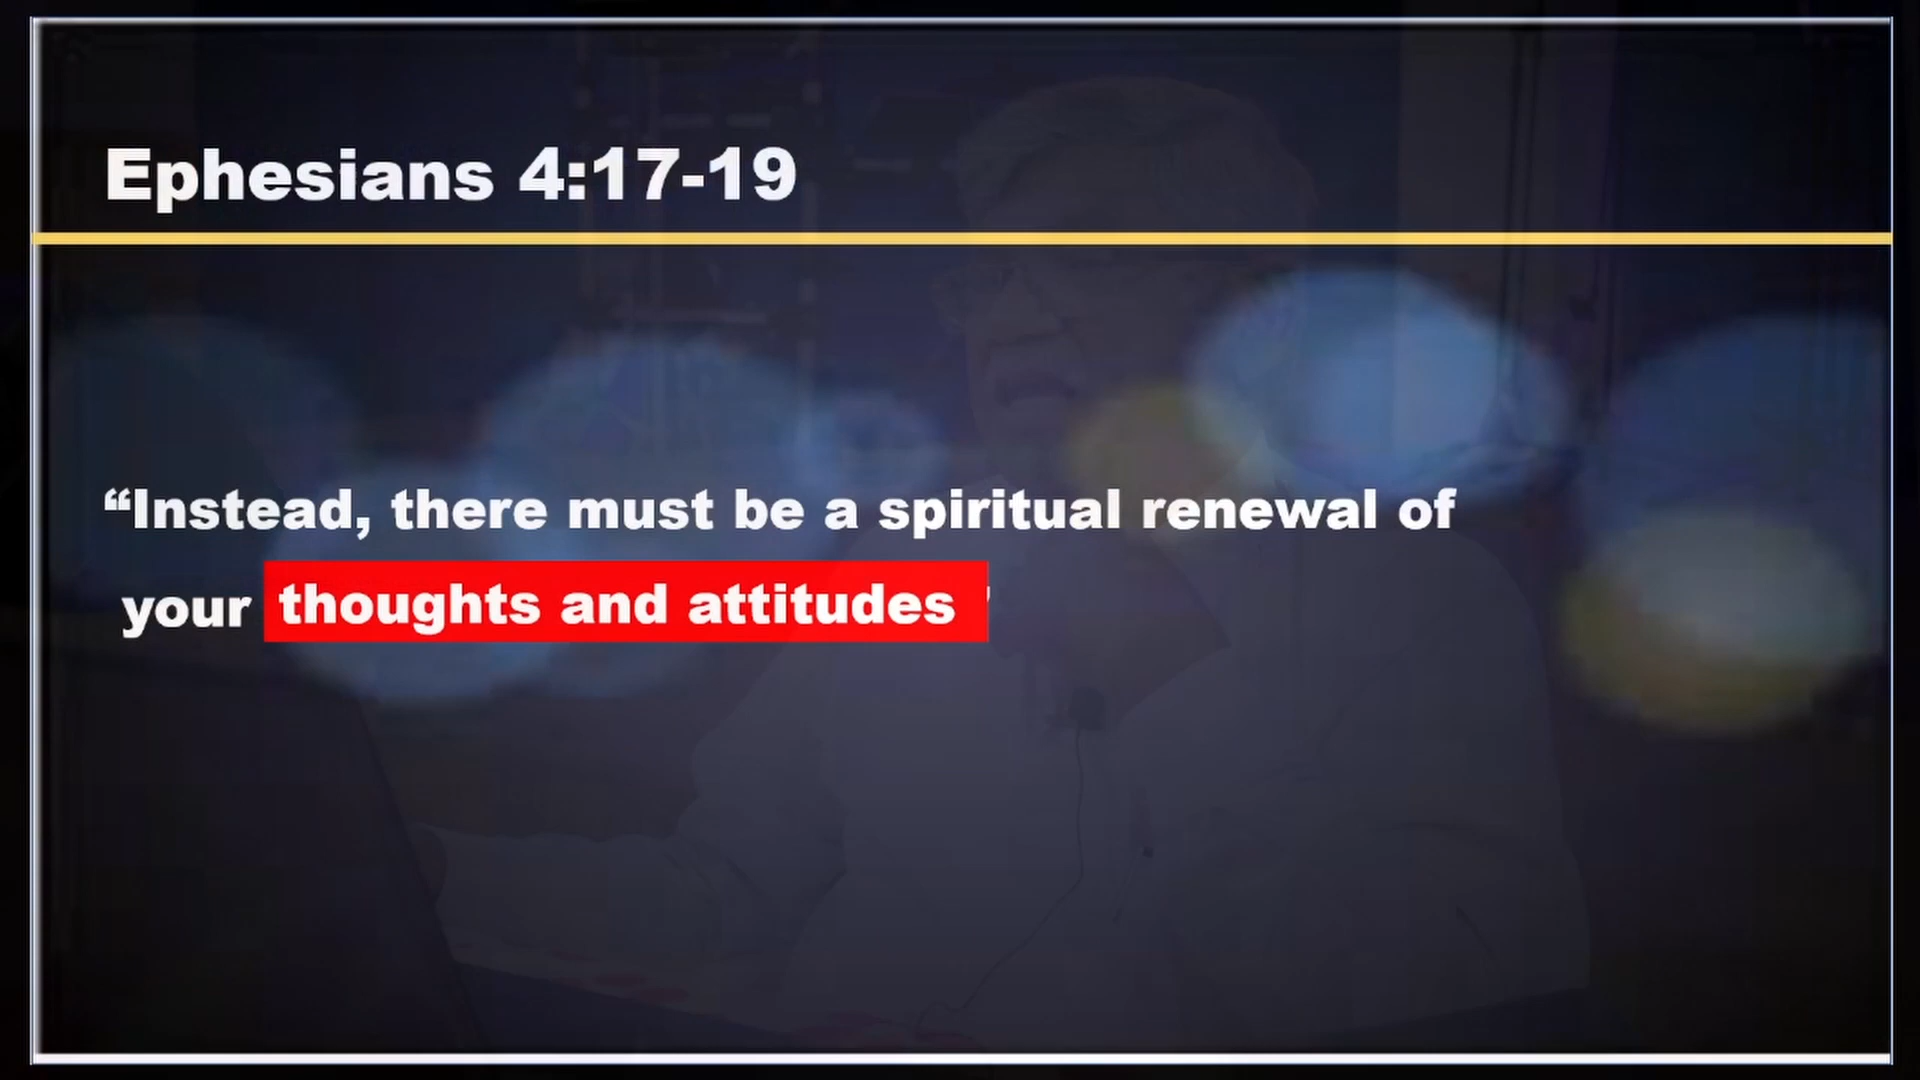 Ephesians 4:17-19
“Instead, there must be a spiritual renewal of
your thoughts and attitudes ’